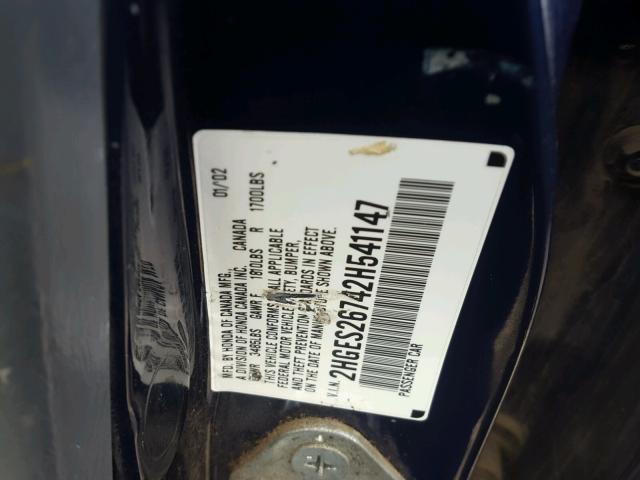 MFD. BY HONDA OF CANADA MFG. 01/02
A DIVISION OF HONDA CANADA INC. CANADA
GVWR 3485LBS GAWR F 1810LBS R 1700LBS
THIS VEHICLE CONFORMS TO ALL APPLICABLE
FEDERAL MOTOR VEHICLE SAFETY, BUMPER,
AND THEFT PREVENTION STANDARDS IN EFFECT
ON THE DATE OF MANUFACTURE SHOWN ABOVE.
V.I.N. 2HGES26742H541147
PASSENGER CAR